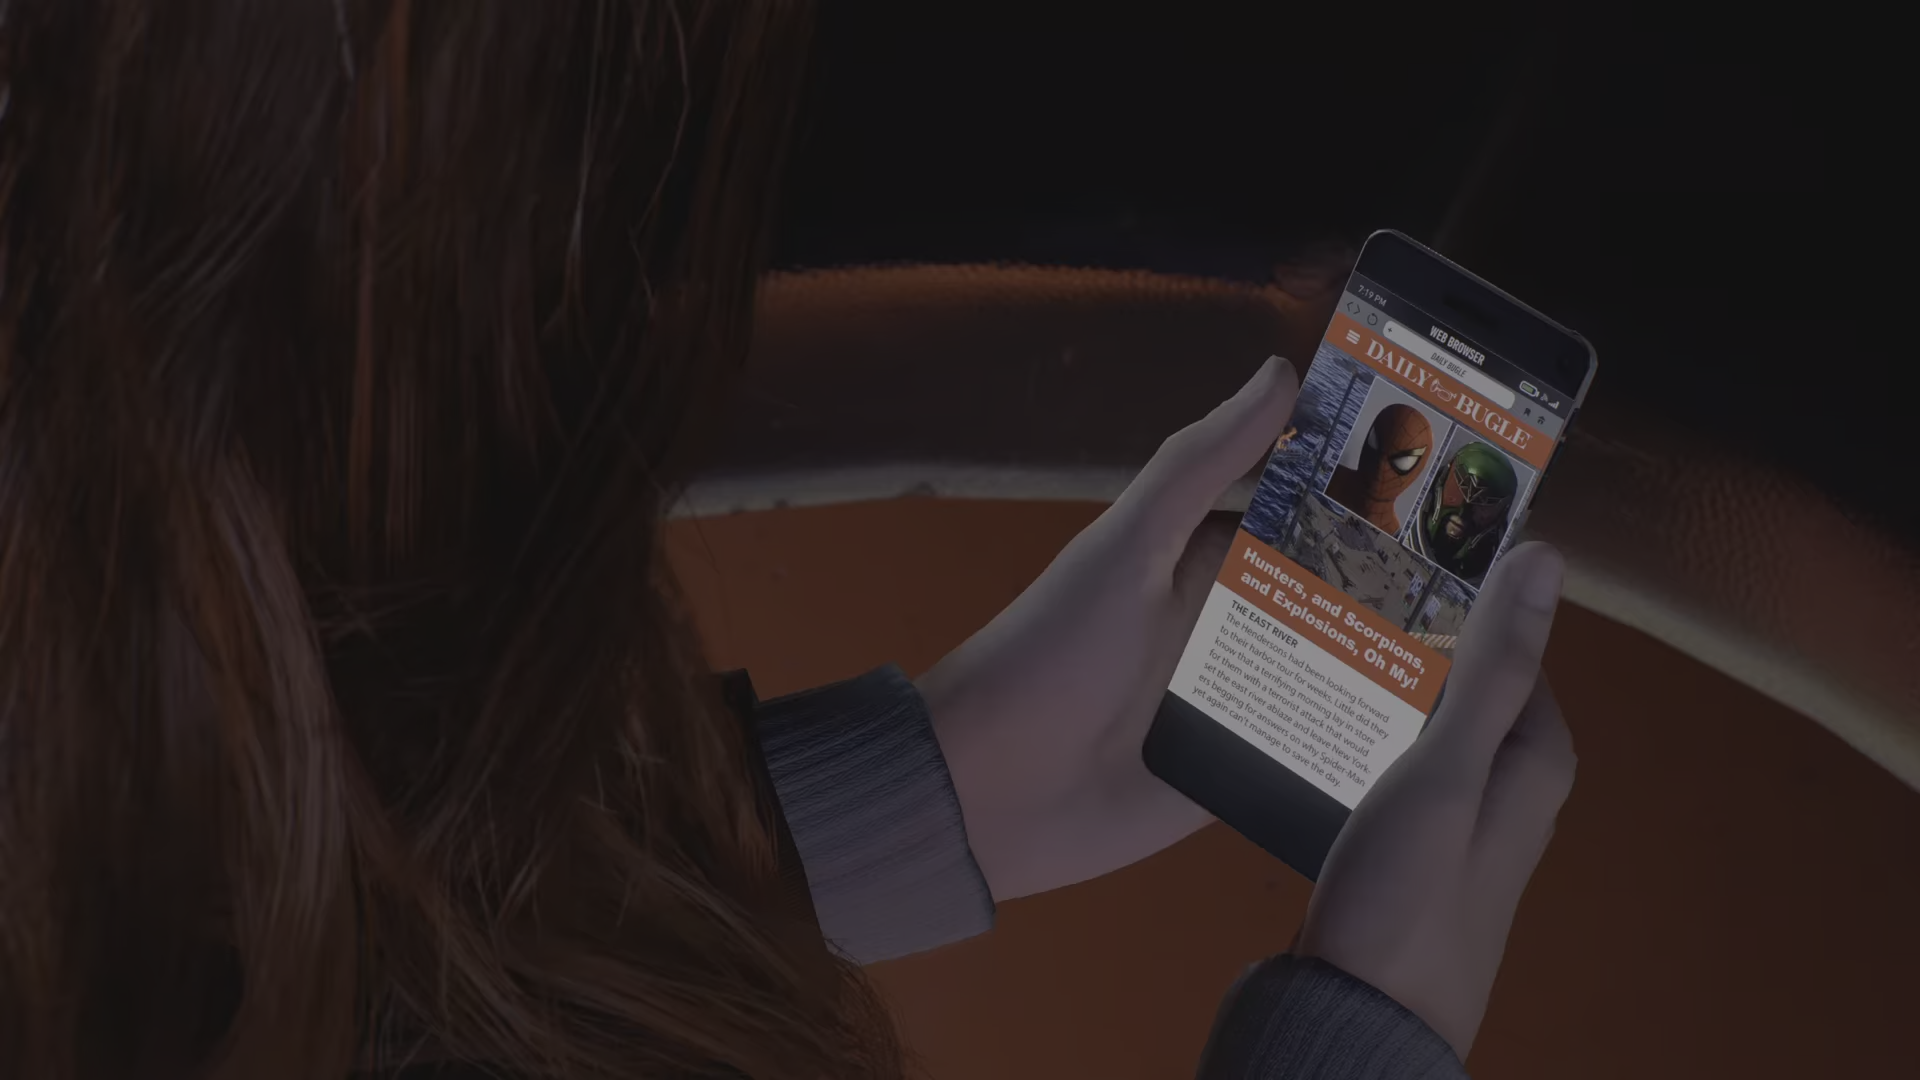 7:19 PM
WEB BROWSER
DAILY BUGLE
DAILY BUGLE
Hunters, and Scorpions,
and Explosions, Oh My!
THE EAST RIVER
The Hendersons had been looking forward
to their harbor tour for weeks. Little did they
know that a terrifying morning lay in store
for them with a terrorist attack that would
set the east river ablaze and leave New York-
ers begging for answers on why Spider-Man
yet again can't manage to save the day.